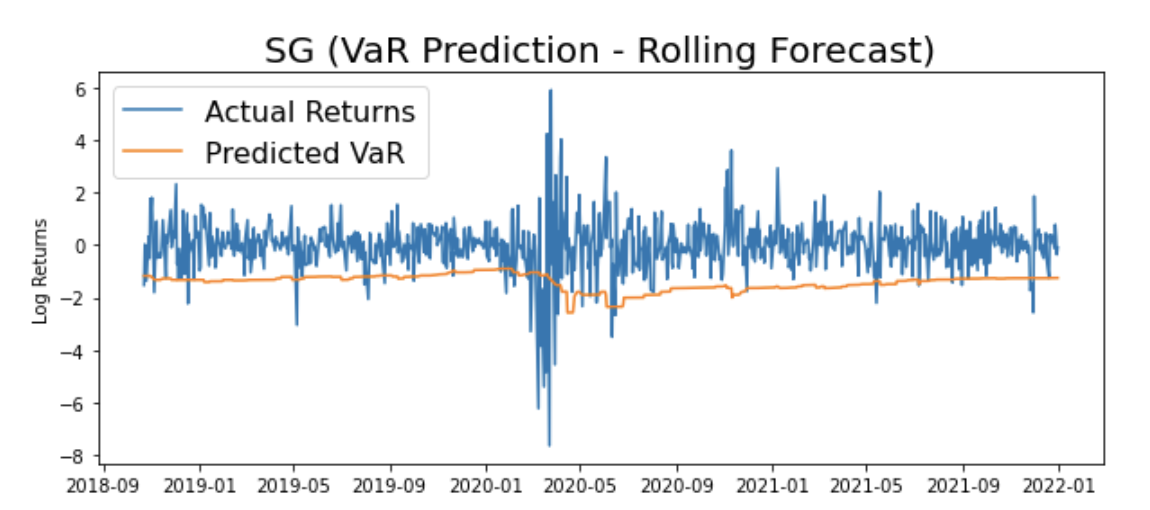 SG (VaR Prediction - Rolling Forecast)
Actual Returns
Predicted VaR
Log Returns
6
4
2
0
−2
−4
−6
−8
2018-09 2019-01 2019-05 2019-09 2020-01 2020-05 2020-09 2021-01 2021-05 2021-09 2022-01